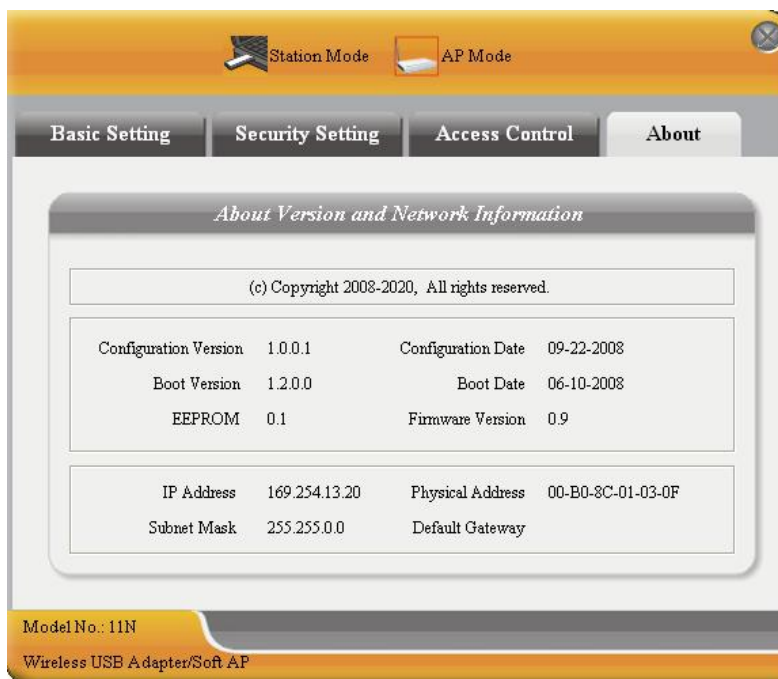 Station Mode AP Mode
Basic Setting Security Setting Access Control About
About Version and Network Information
(c) Copyright 2008-2020, All rights reserved.
Configuration Version 1.0.0.1 Configuration Date 09-22-2008
Boot Version 1.2.0.0 Boot Date 06-10-2008
EEPROM 0.1 Firmware Version 0.9
IP Address 169.254.13.20 Physical Address 00-B0-8C-01-03-0F
Subnet Mask 255.255.0.0 Default Gateway
Model No.: 11N
Wireless USB Adapter/Soft AP